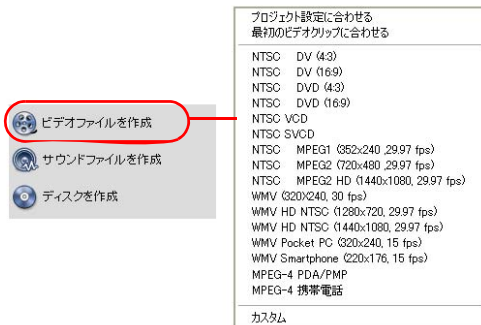 ビデオファイルを作成
サウンドファイルを作成
ディスクを作成
プロジェクト設定に合わせる
最初のビデオクリップに合わせる
NTSC DV (4:3)
NTSC DV (16:9)
NTSC DVD (4:3)
NTSC DVD (16:9)
NTSC VCD
NTSC SVCD
NTSC MPEG1 (352x240 ,29.97 fps)
NTSC MPEG2 (720x480 ,29.97 fps)
NTSC MPEG2 HD (1440x1080, 29.97 fps)
WMV (320X240, 30 fps)
WMV HD NTSC (1280x720, 29.97 fps)
WMV HD NTSC (1440x1080, 29.97 fps)
WMV Pocket PC (320x240, 15 fps)
WMV Smartphone (220x176, 15 fps)
MPEG-4 PDA/PMP
MPEG-4 携帯電話
カスタム